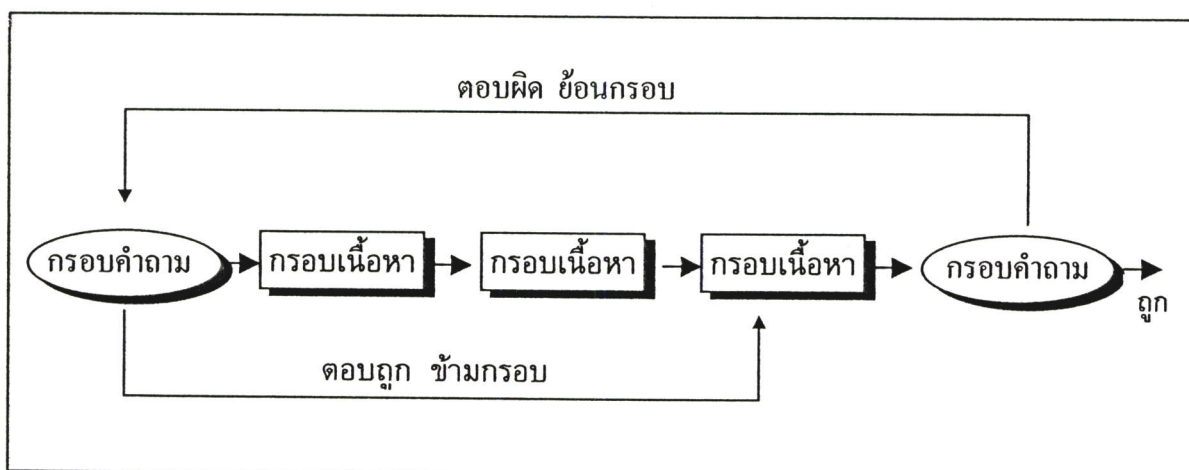 ตอบผิด ย้อนกรอบ
กรอบคำถาม
กรอบเนื้อหา
กรอบเนื้อหา
กรอบเนื้อหา
กรอบคำถาม
ถูก
ตอบถูก ข้ามกรอบ